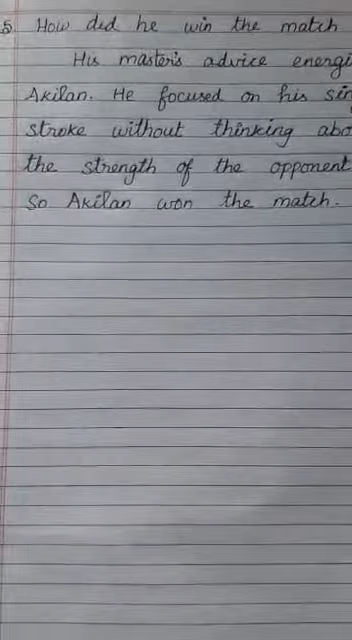 5. How did he win the match
His master's advice energi
Akilan. He focused on his sin
stroke without thinking abo
the strength of the opponent
So Akilan won the match.